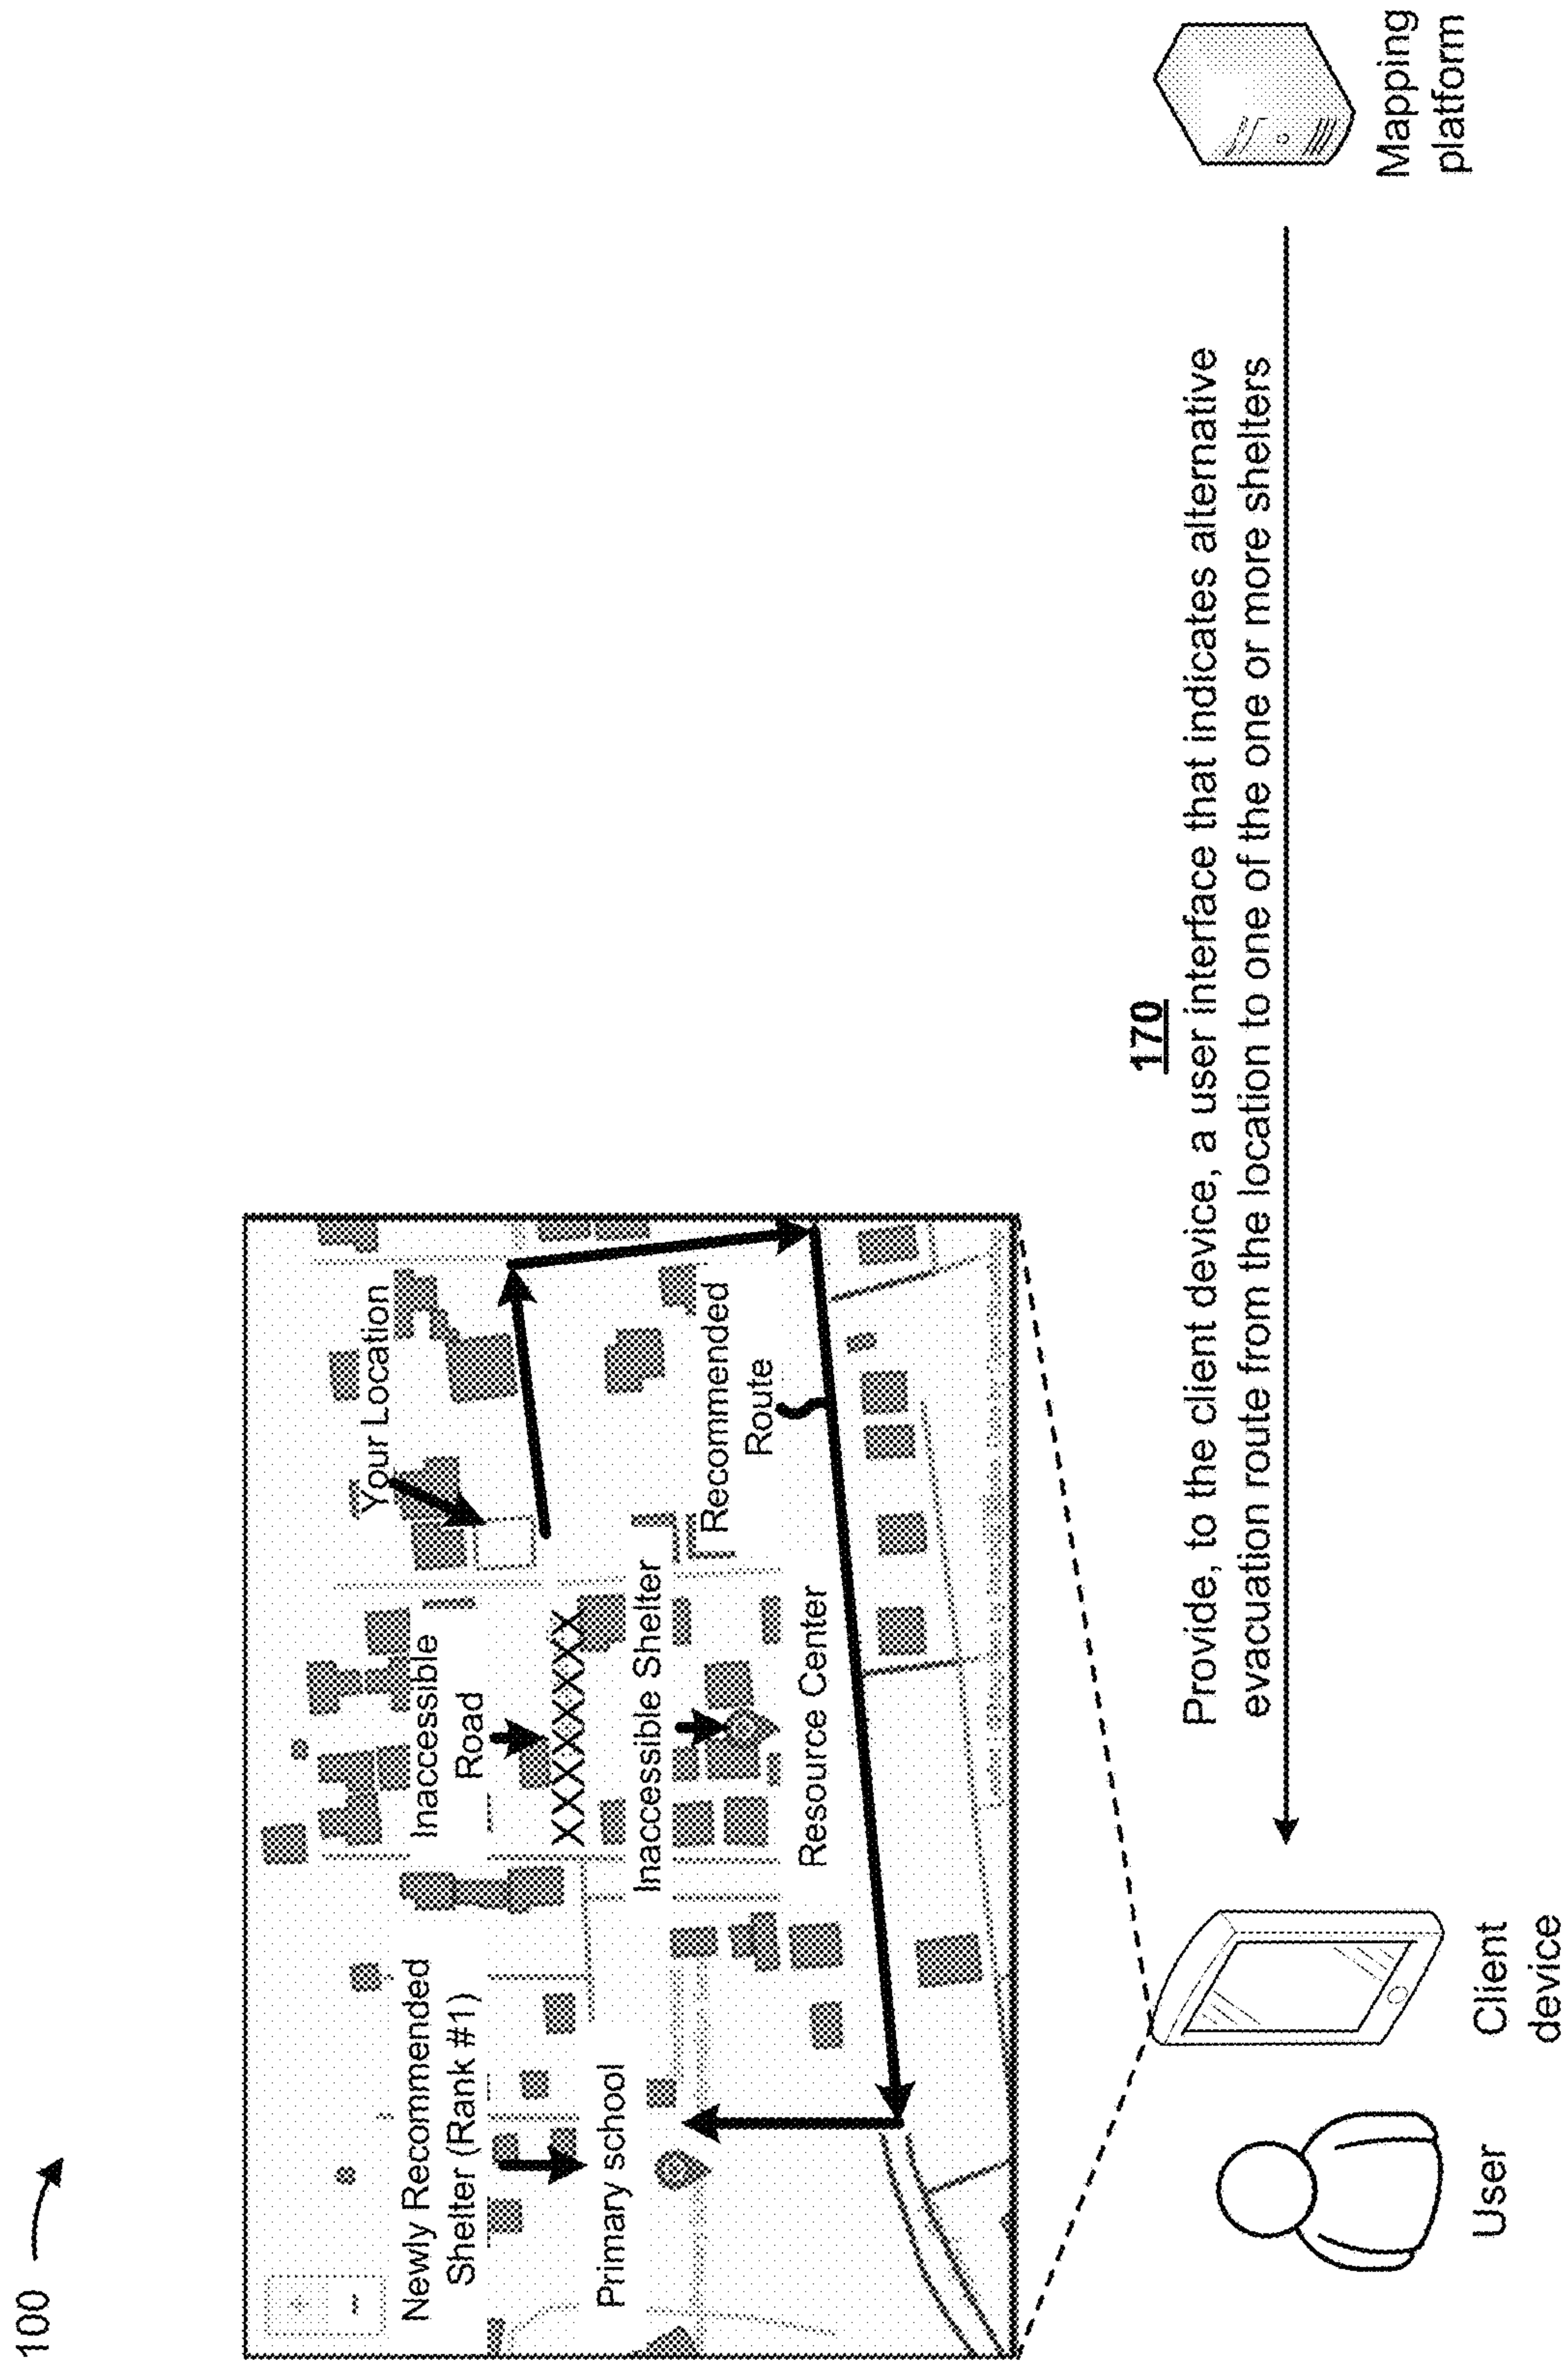 100
Newly Recommended
Shelter (Rank #1)
Primary school
Inaccessible
Road
Inaccessible Shelter
Resource Center
Your Location
Recommended
Route
+
−
XXXXXXX
170
Provide, to the client device, a user interface that indicates alternative
evacuation route from the location to one of the one or more shelters
User
Client
device
Mapping
platform